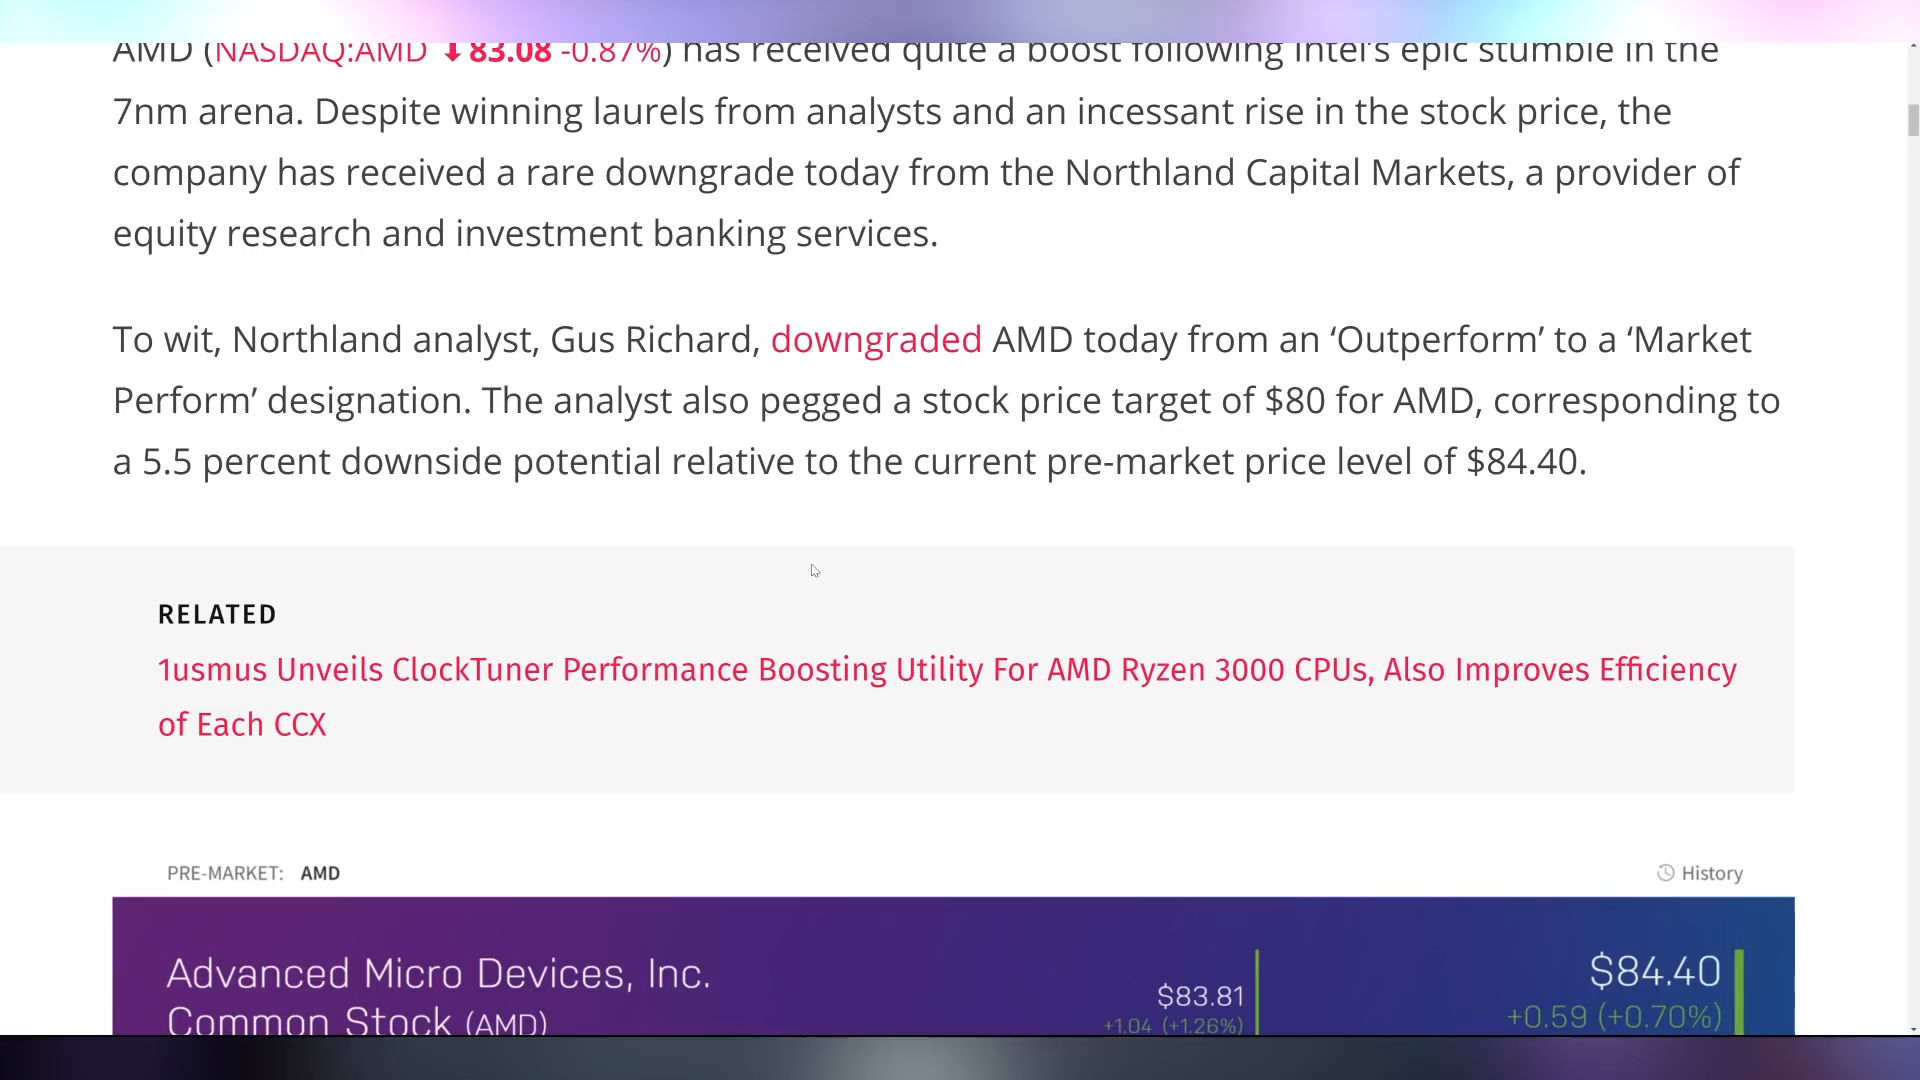 AMD (NASDAQ:AMD 83.08 -0.87%) has received quite a boost following Intel's epic stumble in the
7nm arena. Despite winning laurels from analysts and an incessant rise in the stock price, the
company has received a rare downgrade today from the Northland Capital Markets, a provider of
equity research and investment banking services.
To wit, Northland analyst, Gus Richard, downgraded AMD today from an ‘Outperform’ to a ‘Market
Perform’ designation. The analyst also pegged a stock price target of $80 for AMD, corresponding to
a 5.5 percent downside potential relative to the current pre-market price level of $84.40.
RELATED
1usmus Unveils ClockTuner Performance Boosting Utility For AMD Ryzen 3000 CPUs, Also Improves Efficiency
of Each CCX
PRE-MARKET: AMD
History
Advanced Micro Devices, Inc.
Common Stock (AMD)
$83.81
+1.04 (+1.26%)
$84.40
+0.59 (+0.70%)